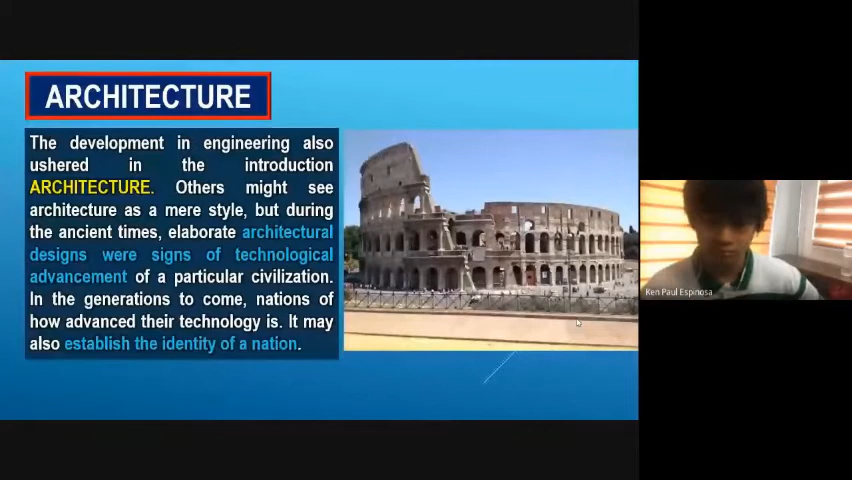 ARCHITECTURE
The development in engineering also
ushered in the introduction
ARCHITECTURE. Others might see
architecture as a mere style, but during
the ancient times, elaborate architectural
designs were signs of technological
advancement of a particular civilization.
In the generations to come, nations of
how advanced their technology is. It may
also establish the identity of a nation.
Ken Paul Espinosa